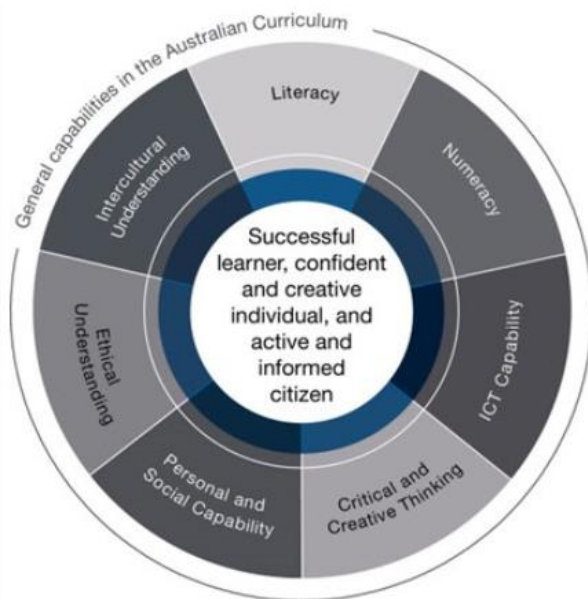 General capabilities in the Australian Curriculum
Literacy
Numeracy
ICT Capability
Critical and
Creative Thinking
Personal and
Social Capability
Ethical
Understanding
Intercultural
Understanding
Successful
learner, confident
and creative
individual, and
active and
informed
citizen